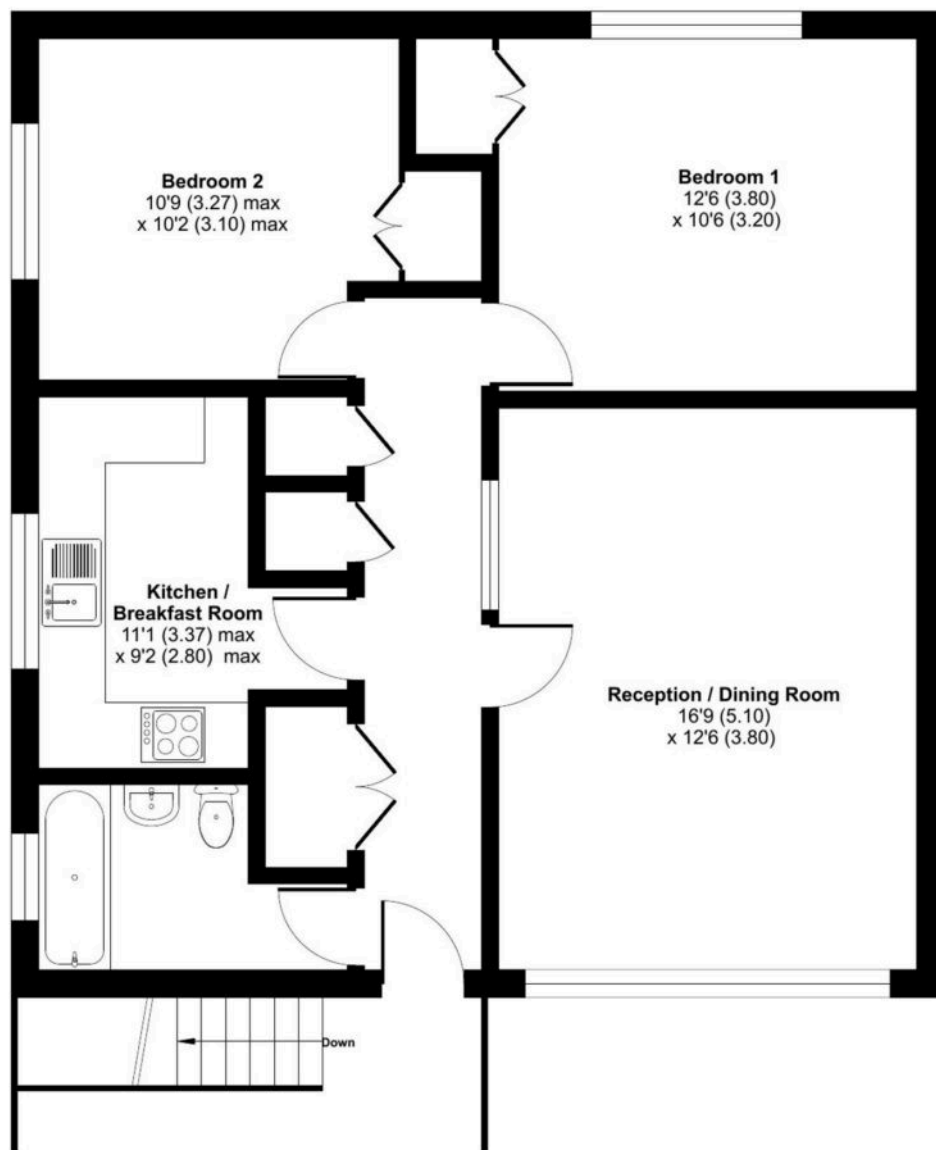 Bedroom 2
10'9 (3.27) max
x 10'2 (3.10) max
Bedroom 1
12'6 (3.80)
x 10'6 (3.20)
Kitchen /
Breakfast Room
11'1 (3.37) max
x 9'2 (2.80)  max
Reception / Dining Room
16'9 (5.10)
x 12'6 (3.80)
Down